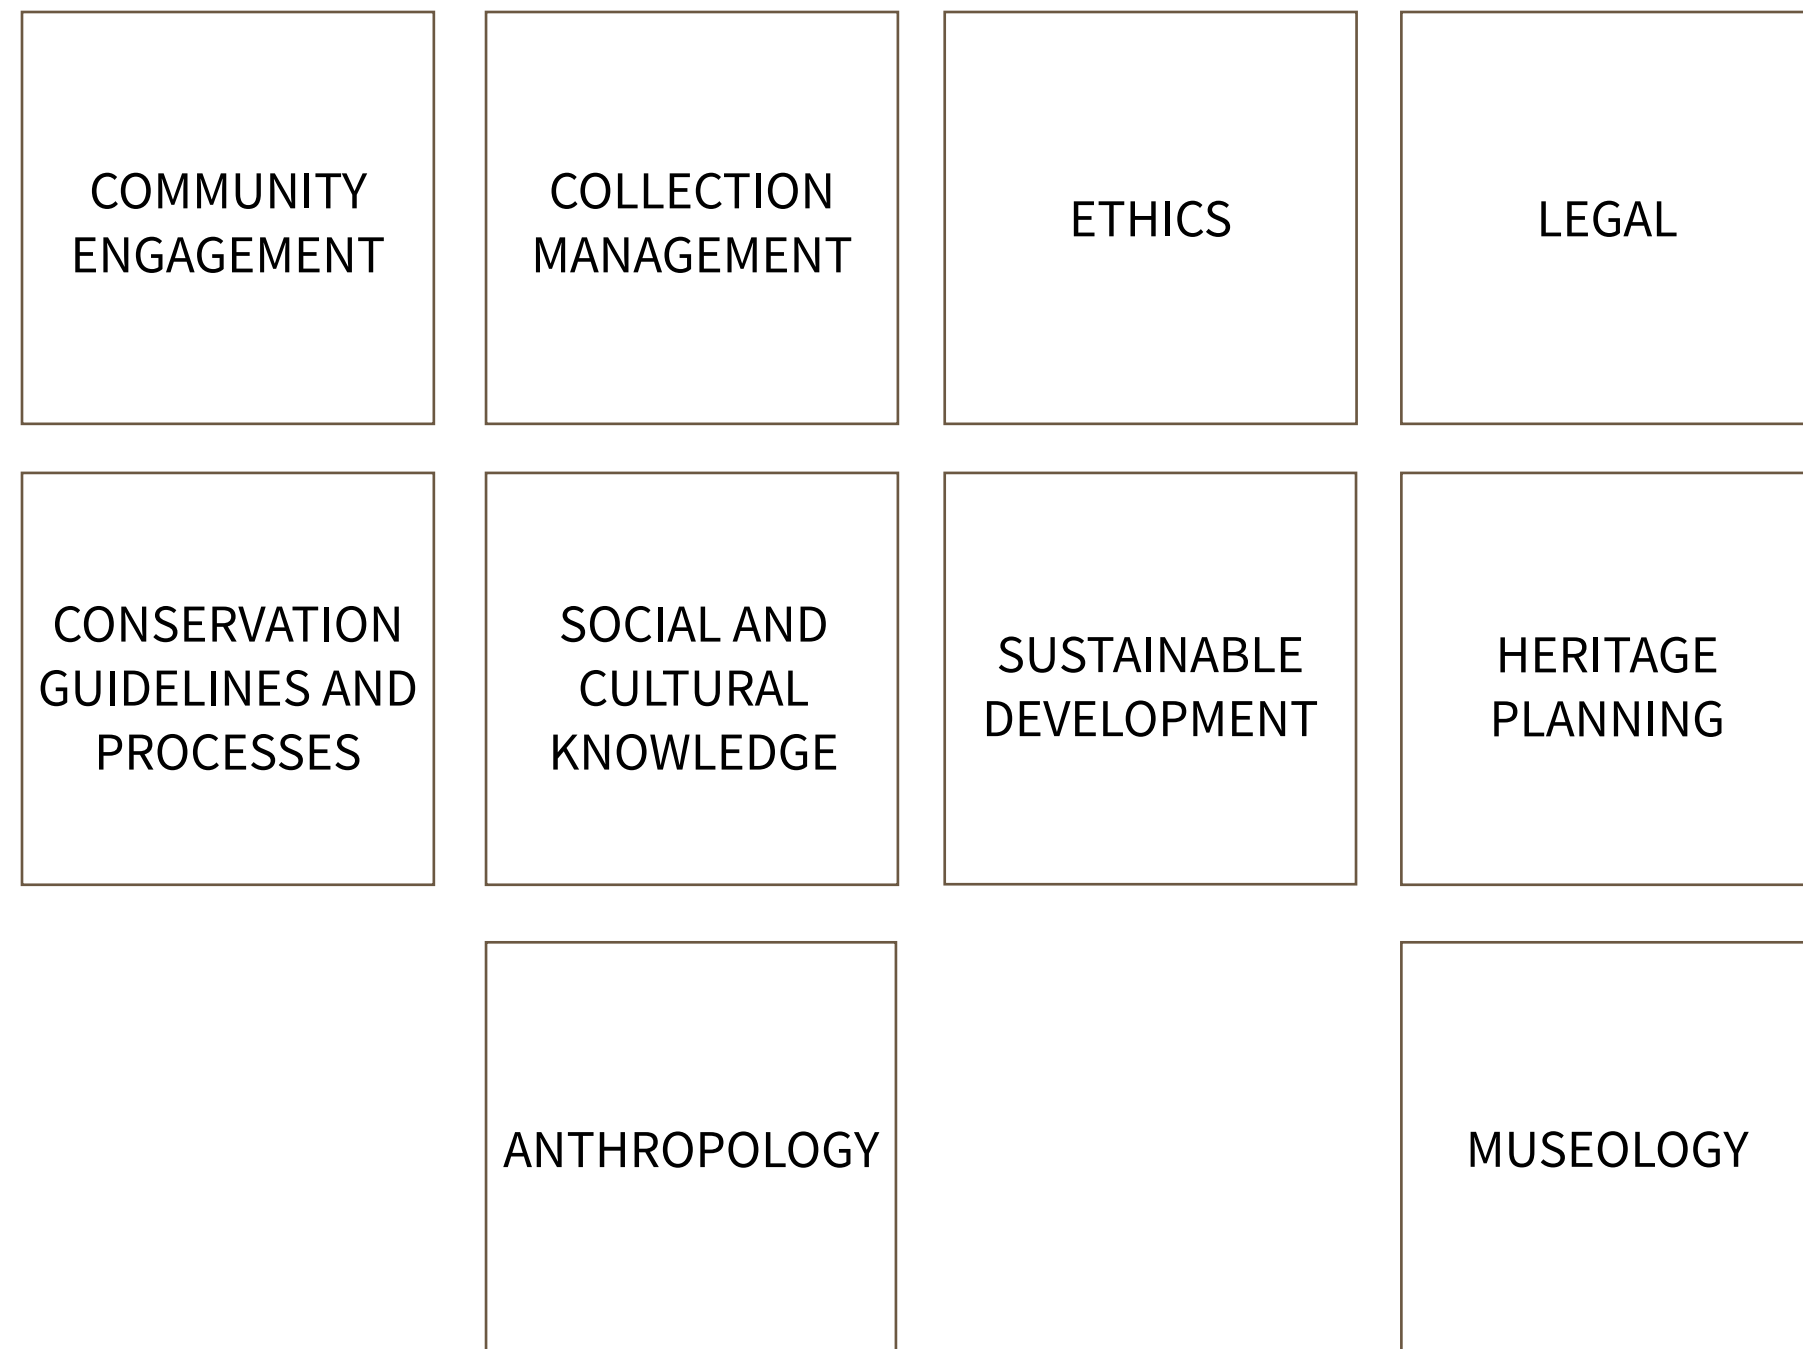 COMMUNITY
ENGAGEMENT
COLLECTION
MANAGEMENT
ETHICS
LEGAL
CONSERVATION
GUIDELINES AND
PROCESSES
SOCIAL AND
CULTURAL
KNOWLEDGE
SUSTAINABLE
DEVELOPMENT
HERITAGE
PLANNING
ANTHROPOLOGY
MUSEOLOGY